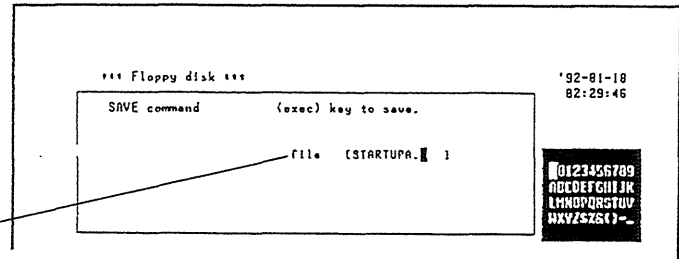 *** Floppy disk ***
'92-01-18
02:29:46
SAVE command (exec) key to save.
file [STARTUPA. ]
0123456789
ABCDEFGHIJK
LMNOPQRSTUV
WXYZ